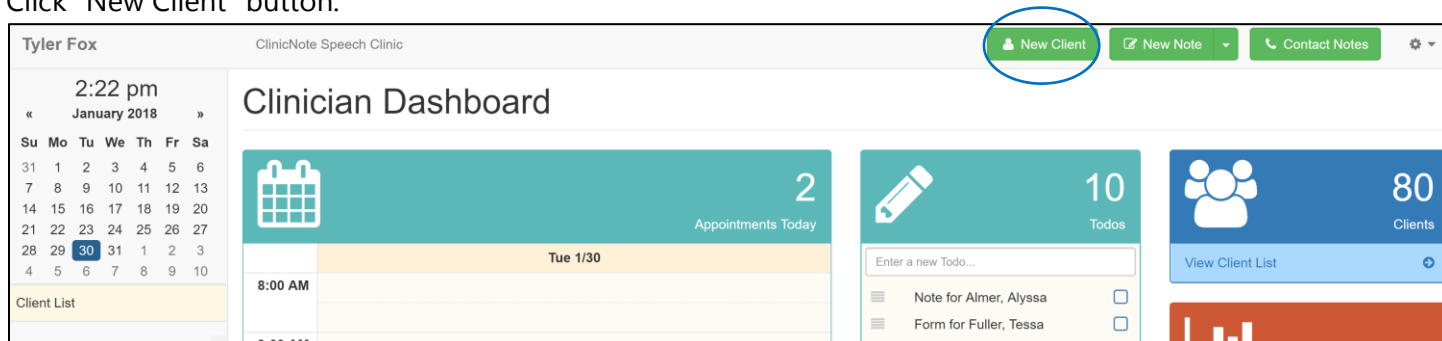 Click "New Client" button.
Tyler Fox
ClinicNote Speech Clinic
New Client
New Note
Contact Notes
2:22 pm
« January 2018 »
Su Mo Tu We Th Fr Sa
31 1 2 3 4 5 6
7 8 9 10 11 12 13
14 15 16 17 18 19 20
21 22 23 24 25 26 27
28 29 30 31 1 2 3
4 5 6 7 8 9 10
Client List
Clinician Dashboard
2
Appointments Today
Tue 1/30
8:00 AM
10
Todos
Enter a new Todo...
Note for Almer, Alyssa
Form for Fuller, Tessa
80
Clients
View Client List